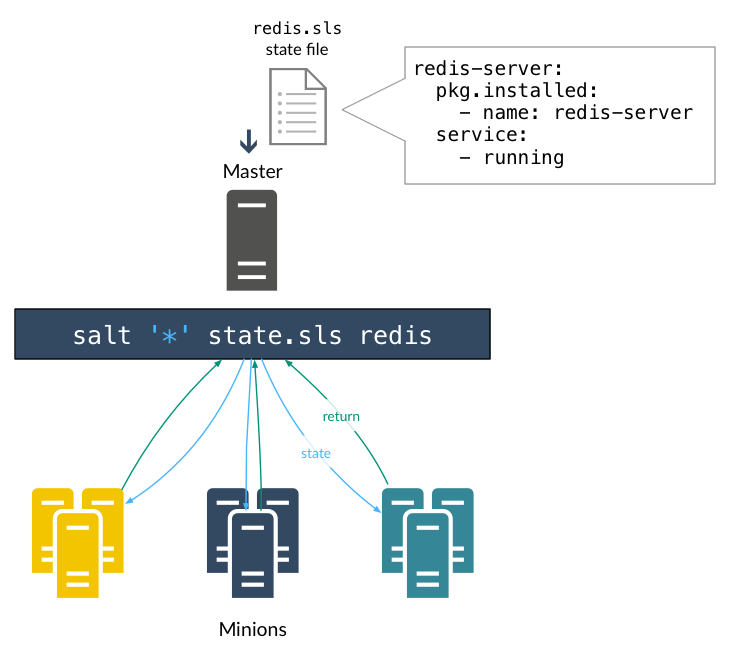 redis.sls
state file
redis-server:
  pkg.installed:
    - name: redis-server
  service:
    - running
Master
salt '*' state.sls redis
return
state
Minions